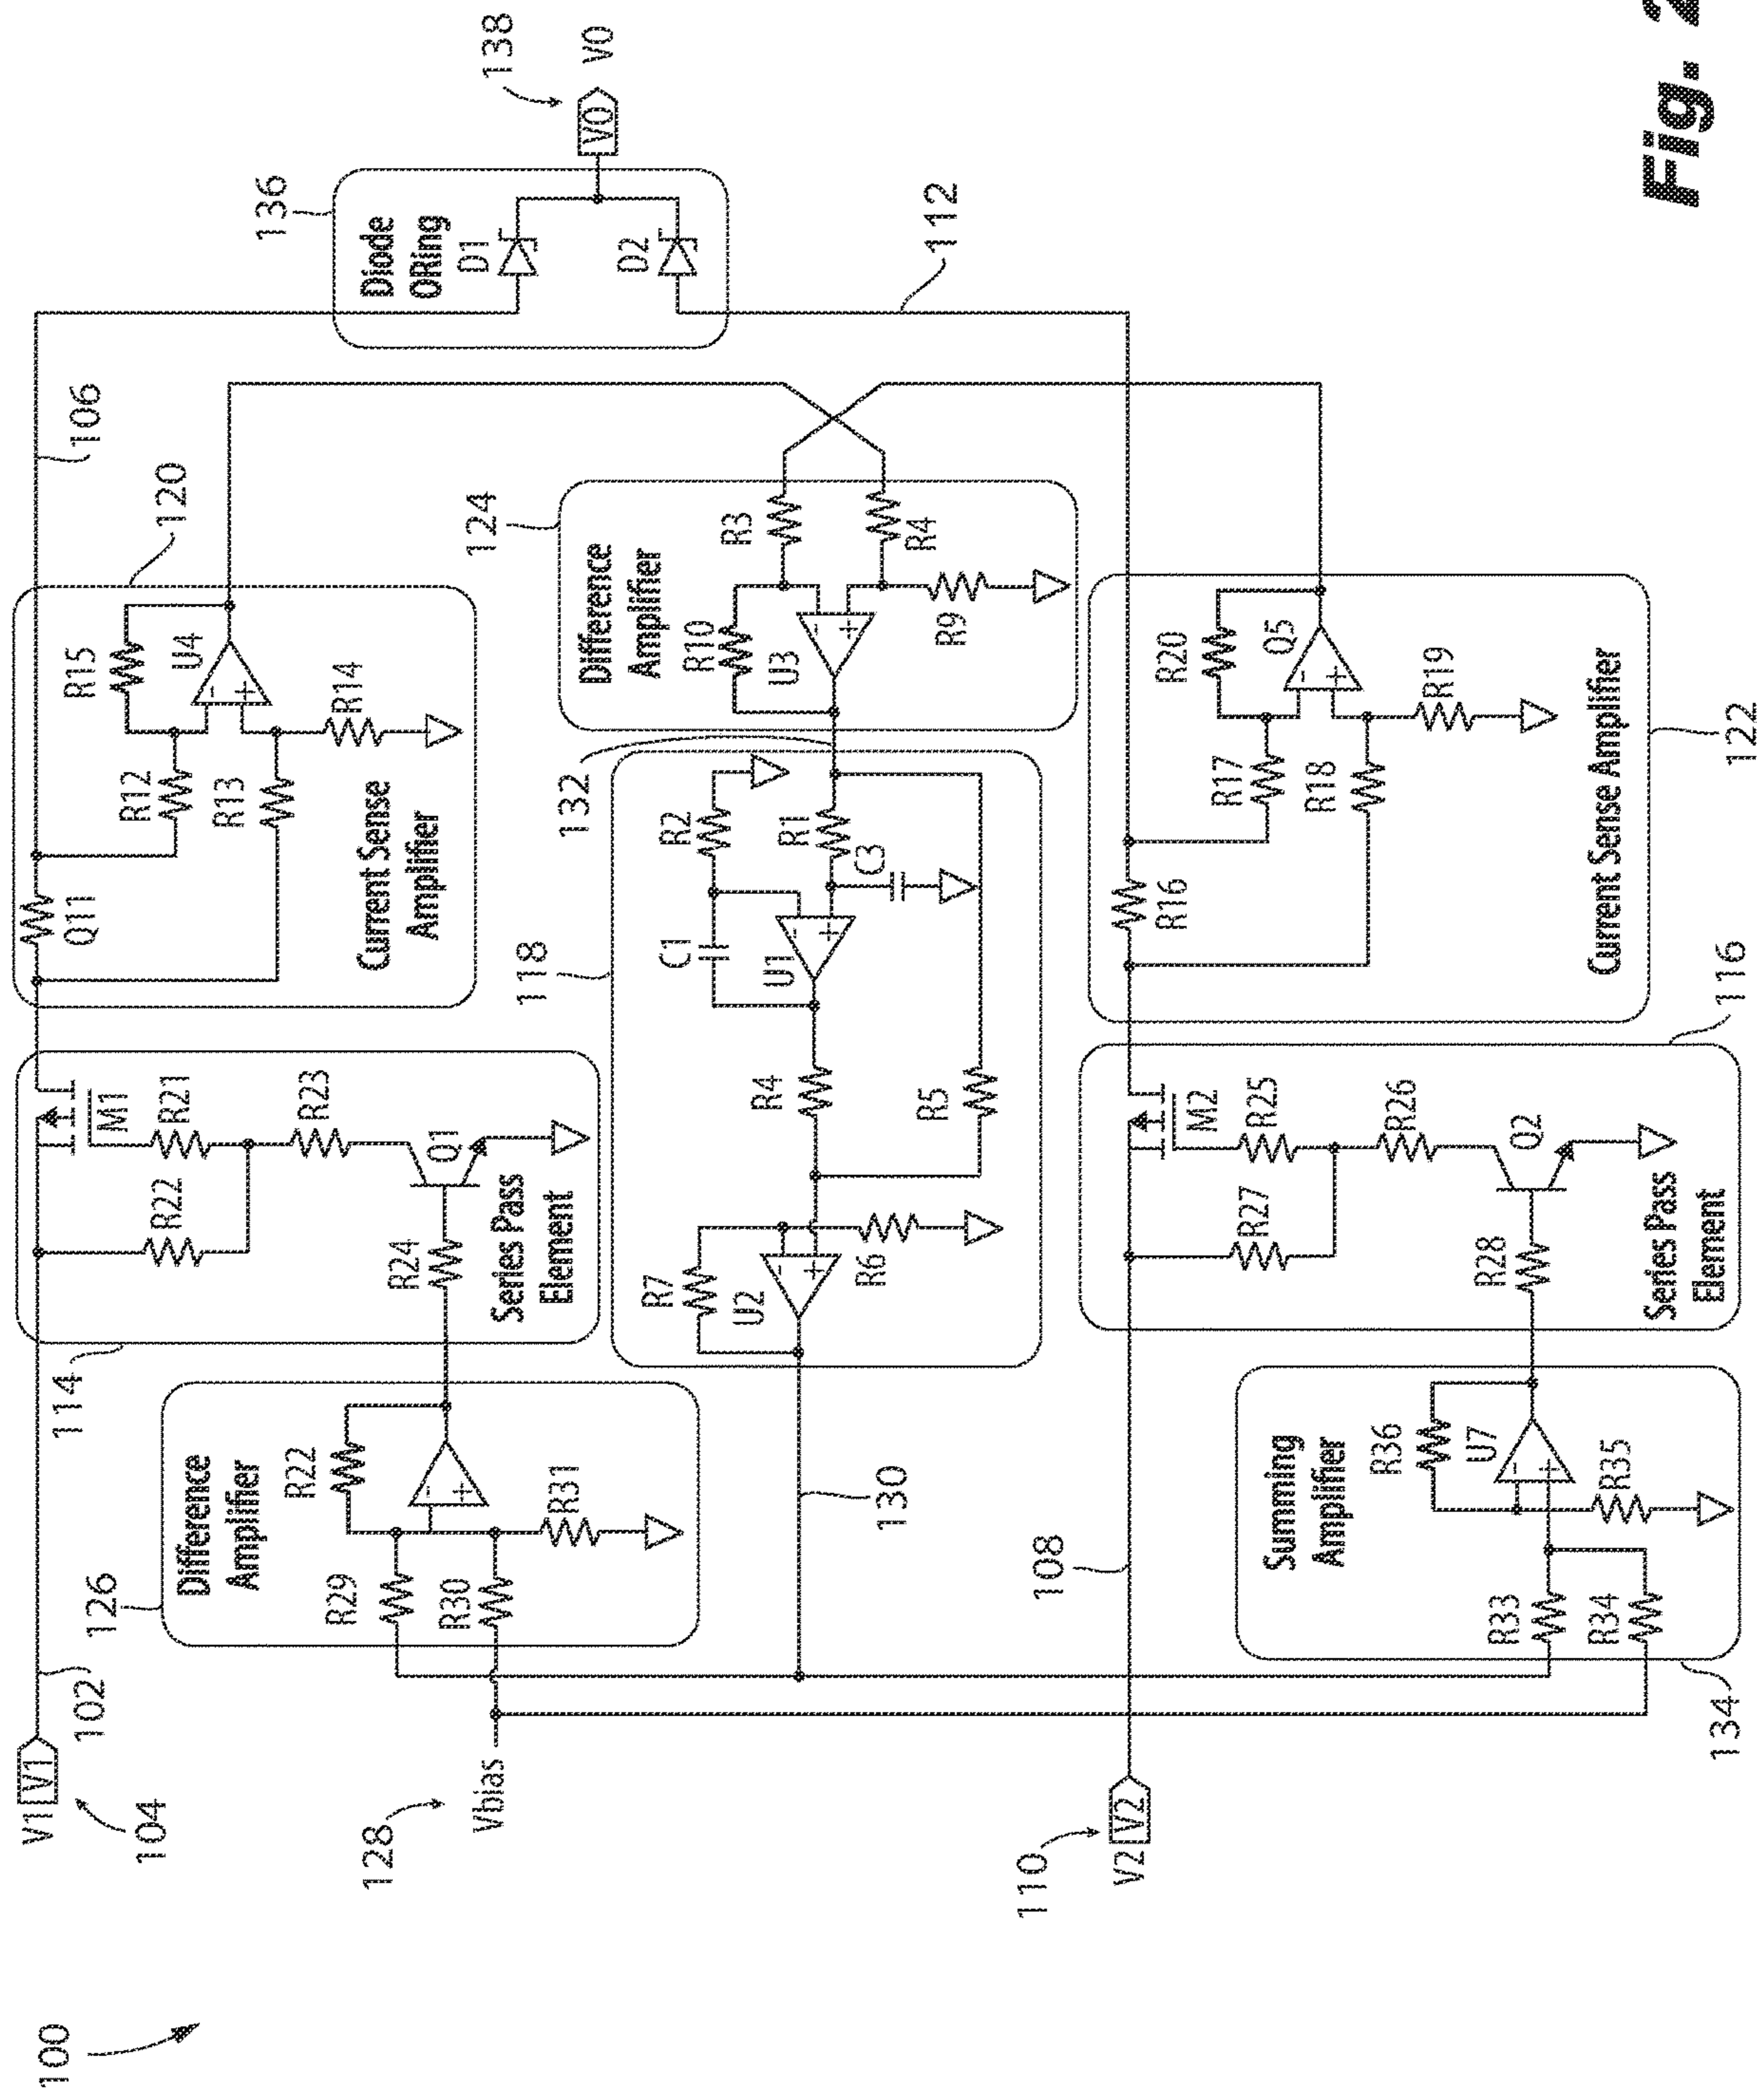 Fig. 2
100
V1
V1
104
102
114
R22
R21
M1
R23
Q1
R24
Series Pass
Element
Q11
R12
R13
R15
U4
R14
Current Sense
Amplifier
120
106
126
Difference
Amplifier
R29
R30
R22
R31
128
Vbias
130
118
R7
U2
R6
R4
R5
C1
U1
R2
R1
C3
132
124
Difference
Amplifier
R10
U3
R3
R4
R9
136
Diode
ORing
D1
D2
138
VO
VO
112
110
V2
V2
108
134
Summing
Amplifier
R33
R34
R36
U7
R35
116
R27
R25
M2
R26
Q2
R28
Series Pass
Element
R16
R17
R18
R20
Q5
R19
Current Sense Amplifier
122